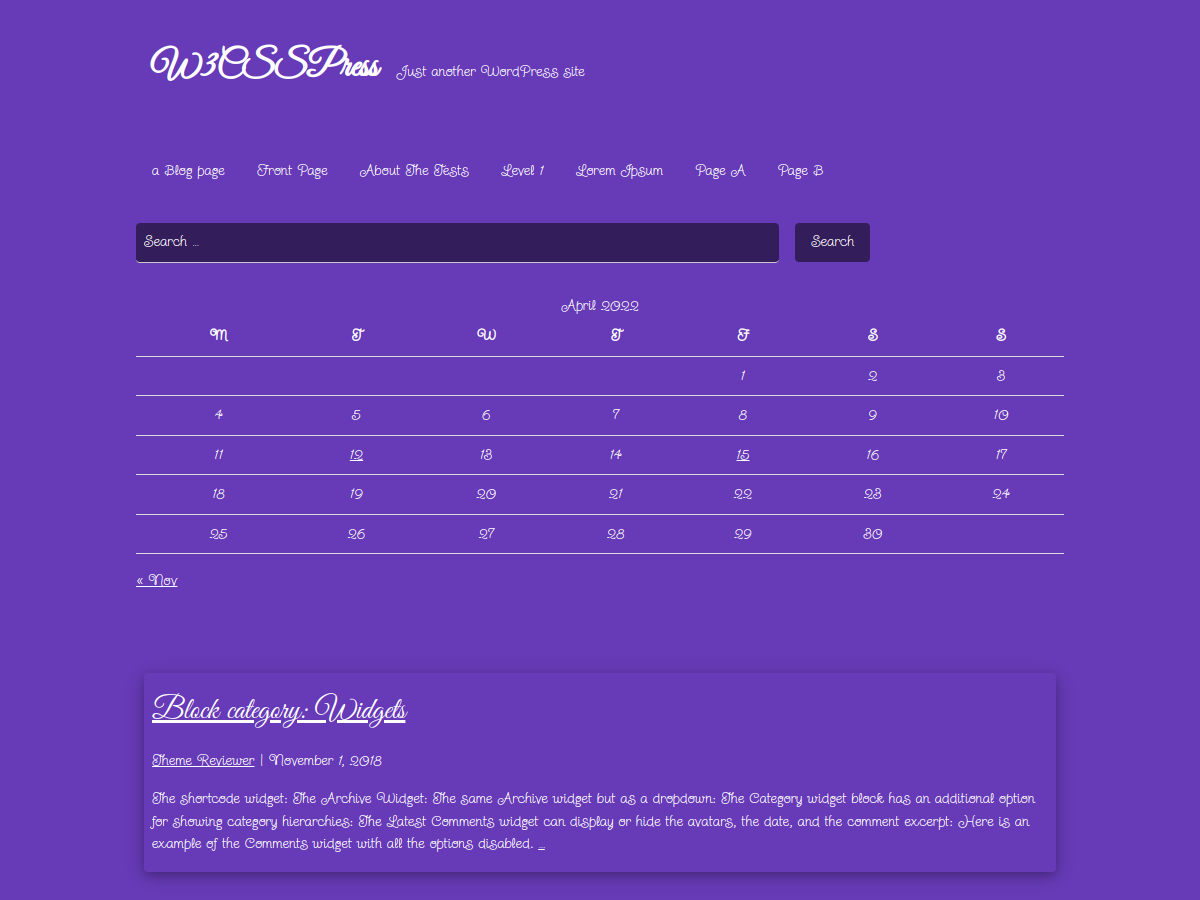 W3CSSPress Just another WordPress site
a Blog page Front Page About The Tests Level 1 Lorem Ipsum Page A Page B
Search … Search
April 2022
M T W T F S S
1 2 3
4 5 6 7 8 9 10
11 12 13 14 15 16 17
18 19 20 21 22 23 24
25 26 27 28 29 30
« Nov
Block category: Widgets
Theme Reviewer | November 1, 2018
The shortcode widget: The Archive Widget: The same Archive widget but as a dropdown: The Category widget block has an additional option
for showing category hierarchies: The Latest Comments widget can display or hide the avatars, the date, and the comment excerpt: Here is an
example of the Comments widget with all the options disabled. …